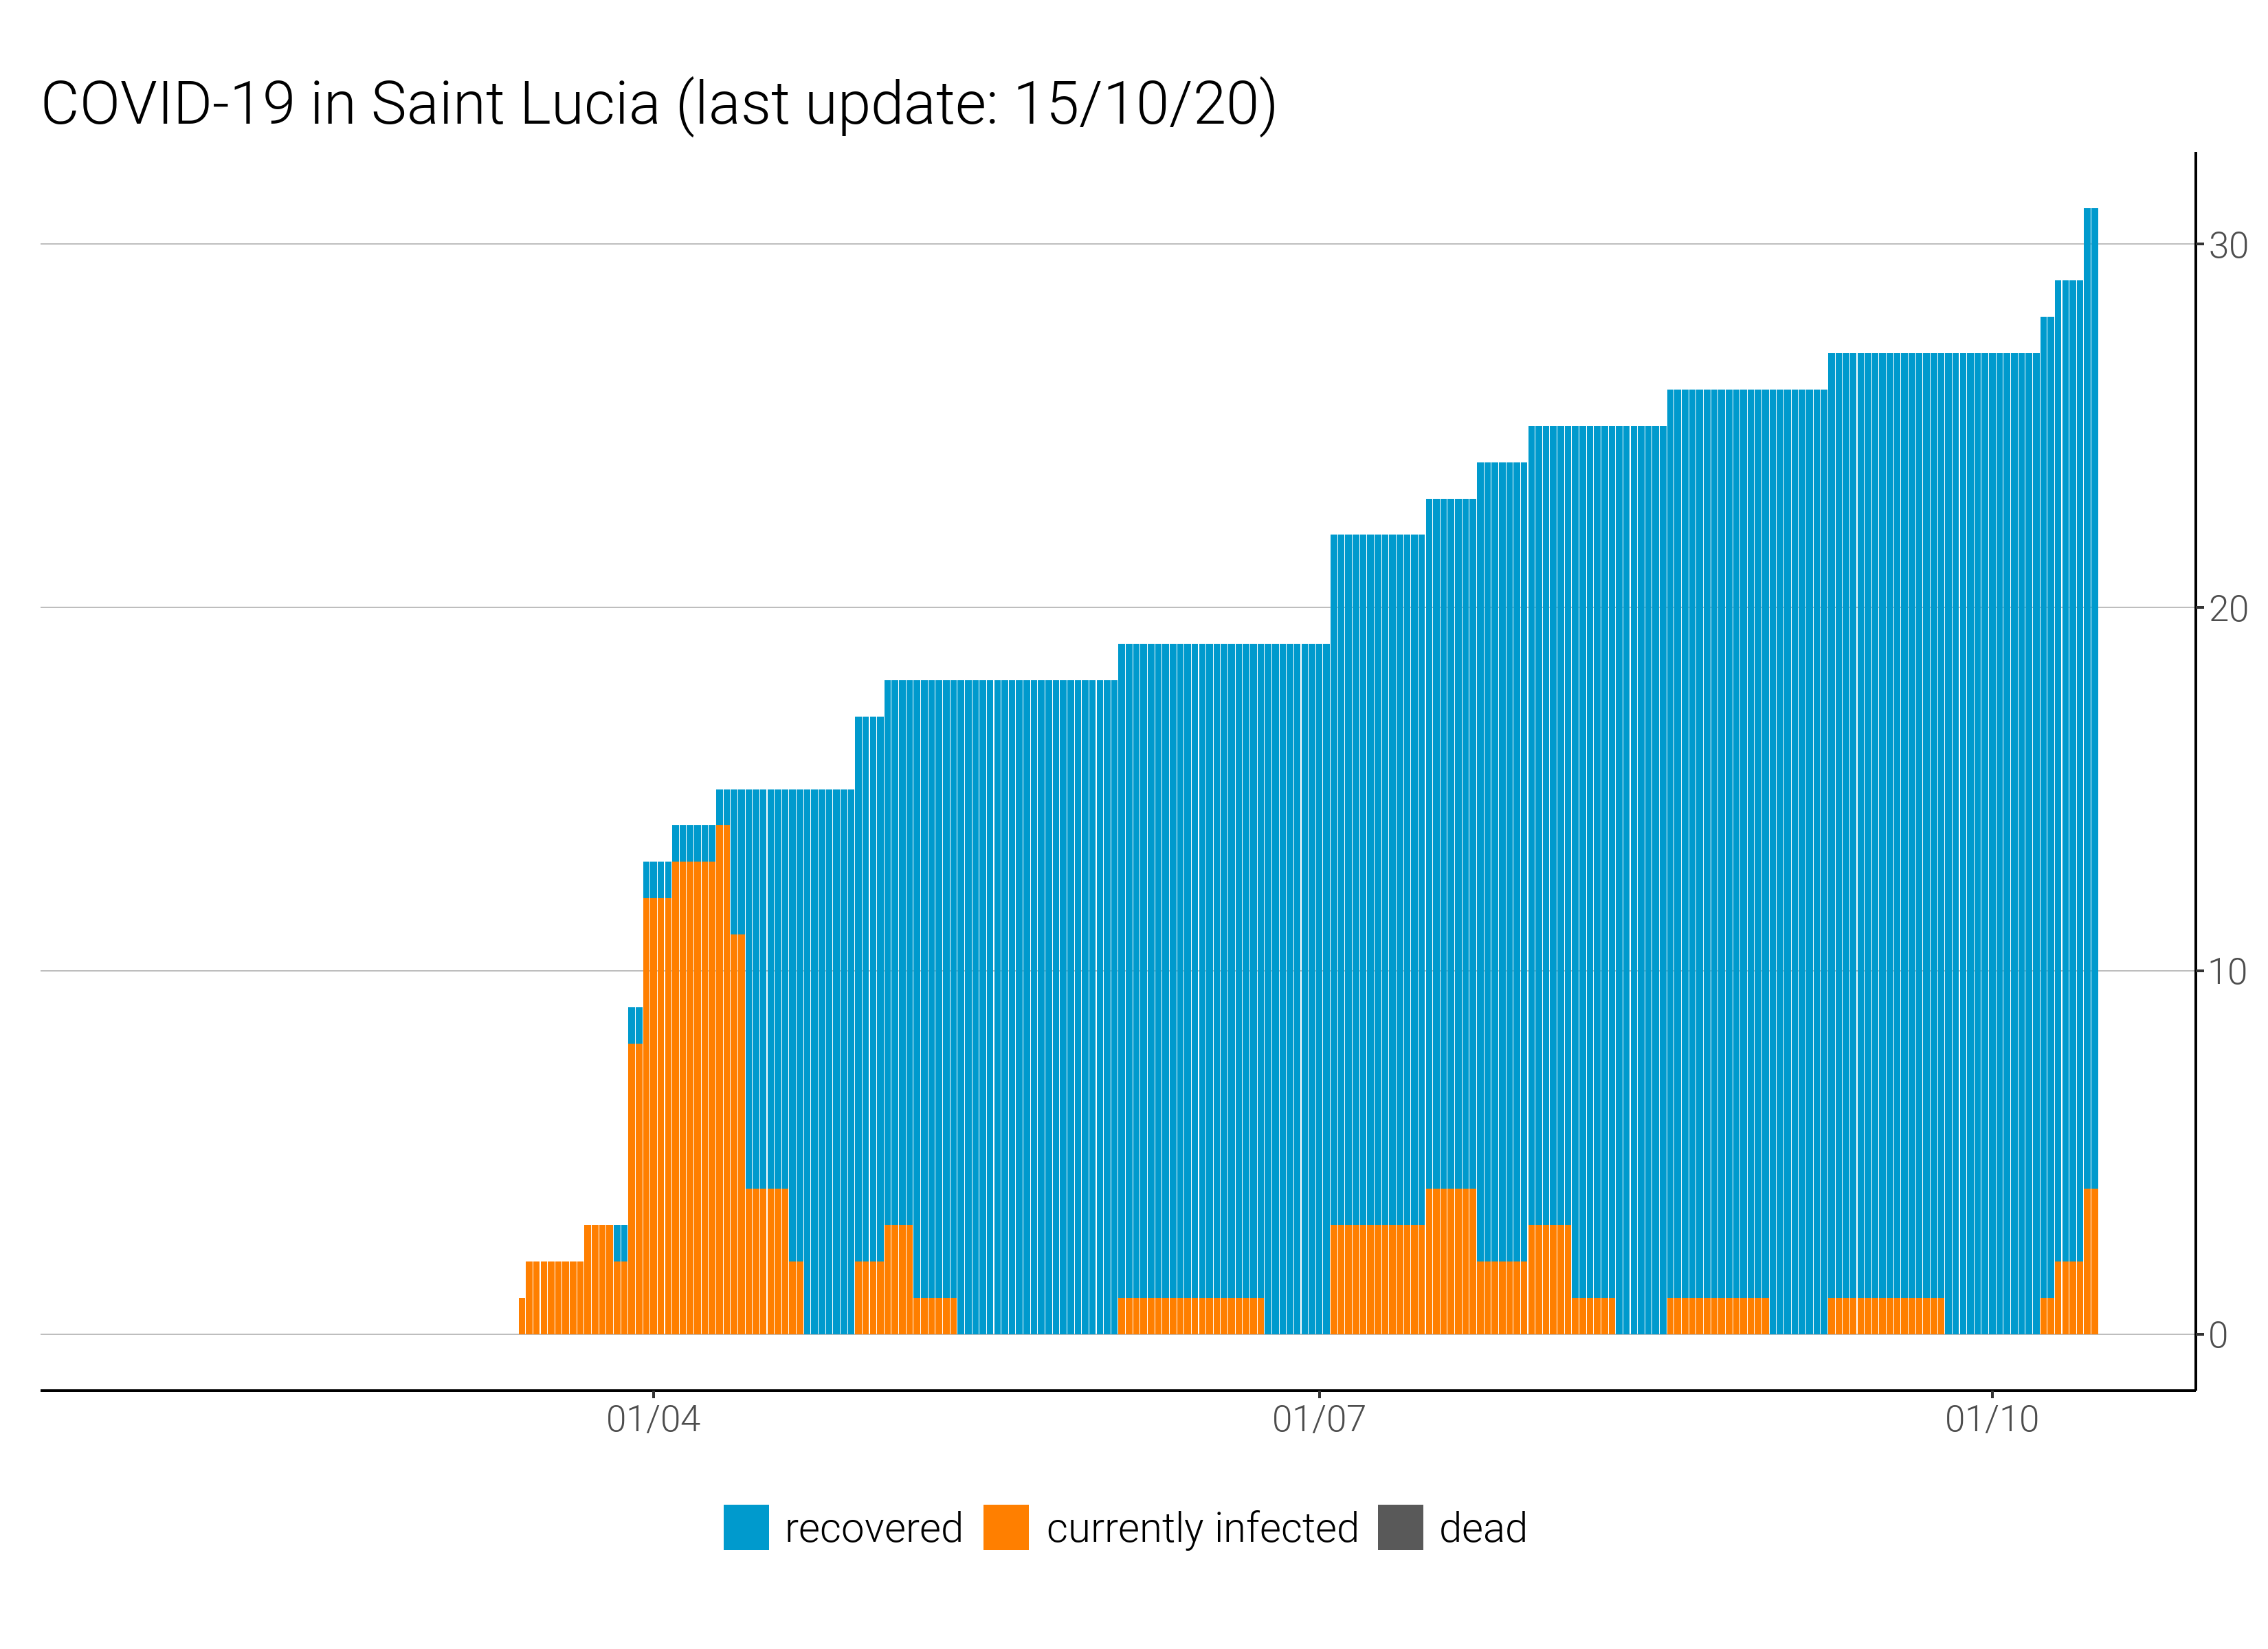 COVID-19 in Saint Lucia (last update: 15/10/20)
30
20
10
0
01/04 01/07 01/10
recovered currently infected dead